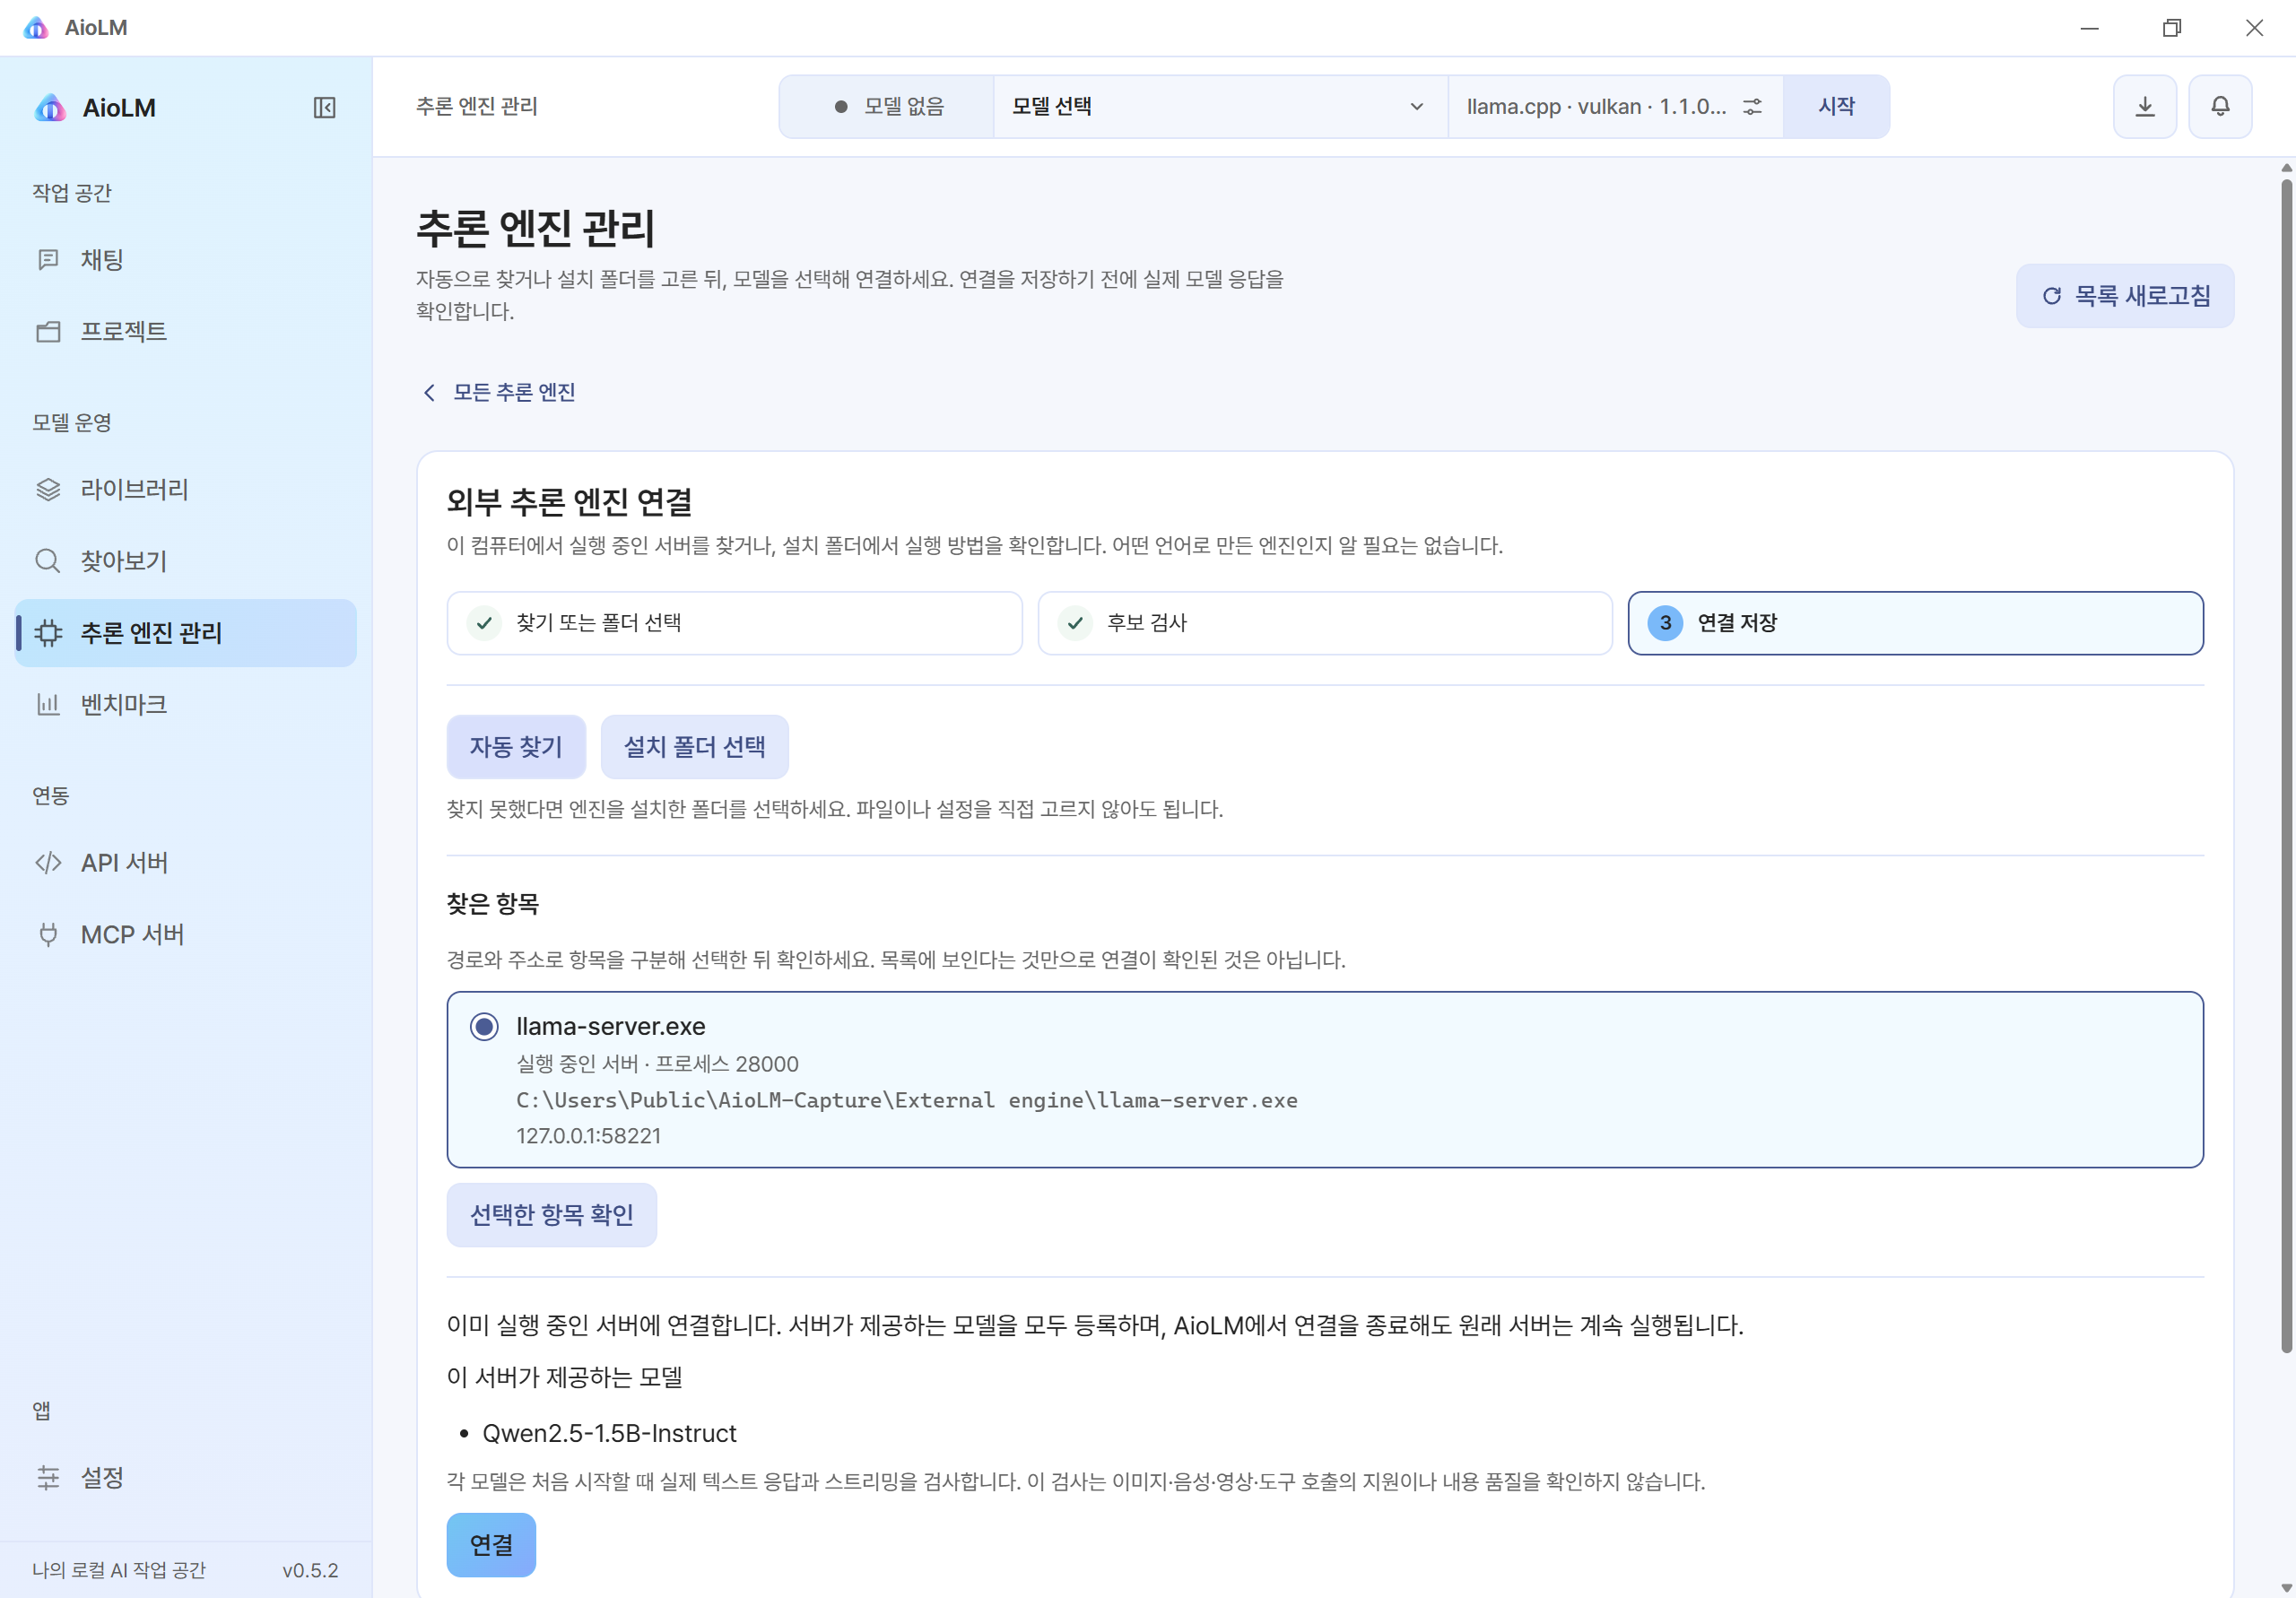 AioLM
AioLM
작업 공간
채팅
프로젝트
모델 운영
라이브러리
찾아보기
추론 엔진 관리
벤치마크
연동
API 서버
MCP 서버
앱
설정
나의 로컬 AI 작업 공간
v0.5.2
추론 엔진 관리
모델 없음
모델 선택
llama.cpp · vulkan · 1.1.0...
시작
추론 엔진 관리
자동으로 찾거나 설치 폴더를 고른 뒤, 모델을 선택해 연결하세요. 연결을 저장하기 전에 실제 모델 응답을
확인합니다.
목록 새로고침
모든 추론 엔진
외부 추론 엔진 연결
이 컴퓨터에서 실행 중인 서버를 찾거나, 설치 폴더에서 실행 방법을 확인합니다. 어떤 언어로 만든 엔진인지 알 필요는 없습니다.
찾기 또는 폴더 선택
후보 검사
3 연결 저장
자동 찾기
설치 폴더 선택
찾지 못했다면 엔진을 설치한 폴더를 선택하세요. 파일이나 설정을 직접 고르지 않아도 됩니다.
찾은 항목
경로와 주소로 항목을 구분해 선택한 뒤 확인하세요. 목록에 보인다는 것만으로 연결이 확인된 것은 아닙니다.
llama-server.exe
실행 중인 서버 · 프로세스 28000
C:\Users\Public\AioLM-Capture\External engine\llama-server.exe
127.0.0.1:58221
선택한 항목 확인
이미 실행 중인 서버에 연결합니다. 서버가 제공하는 모델을 모두 등록하며, AioLM에서 연결을 종료해도 원래 서버는 계속 실행됩니다.
이 서버가 제공하는 모델
• Qwen2.5-1.5B-Instruct
각 모델은 처음 시작할 때 실제 텍스트 응답과 스트리밍을 검사합니다. 이 검사는 이미지·음성·영상·도구 호출의 지원이나 내용 품질을 확인하지 않습니다.
연결